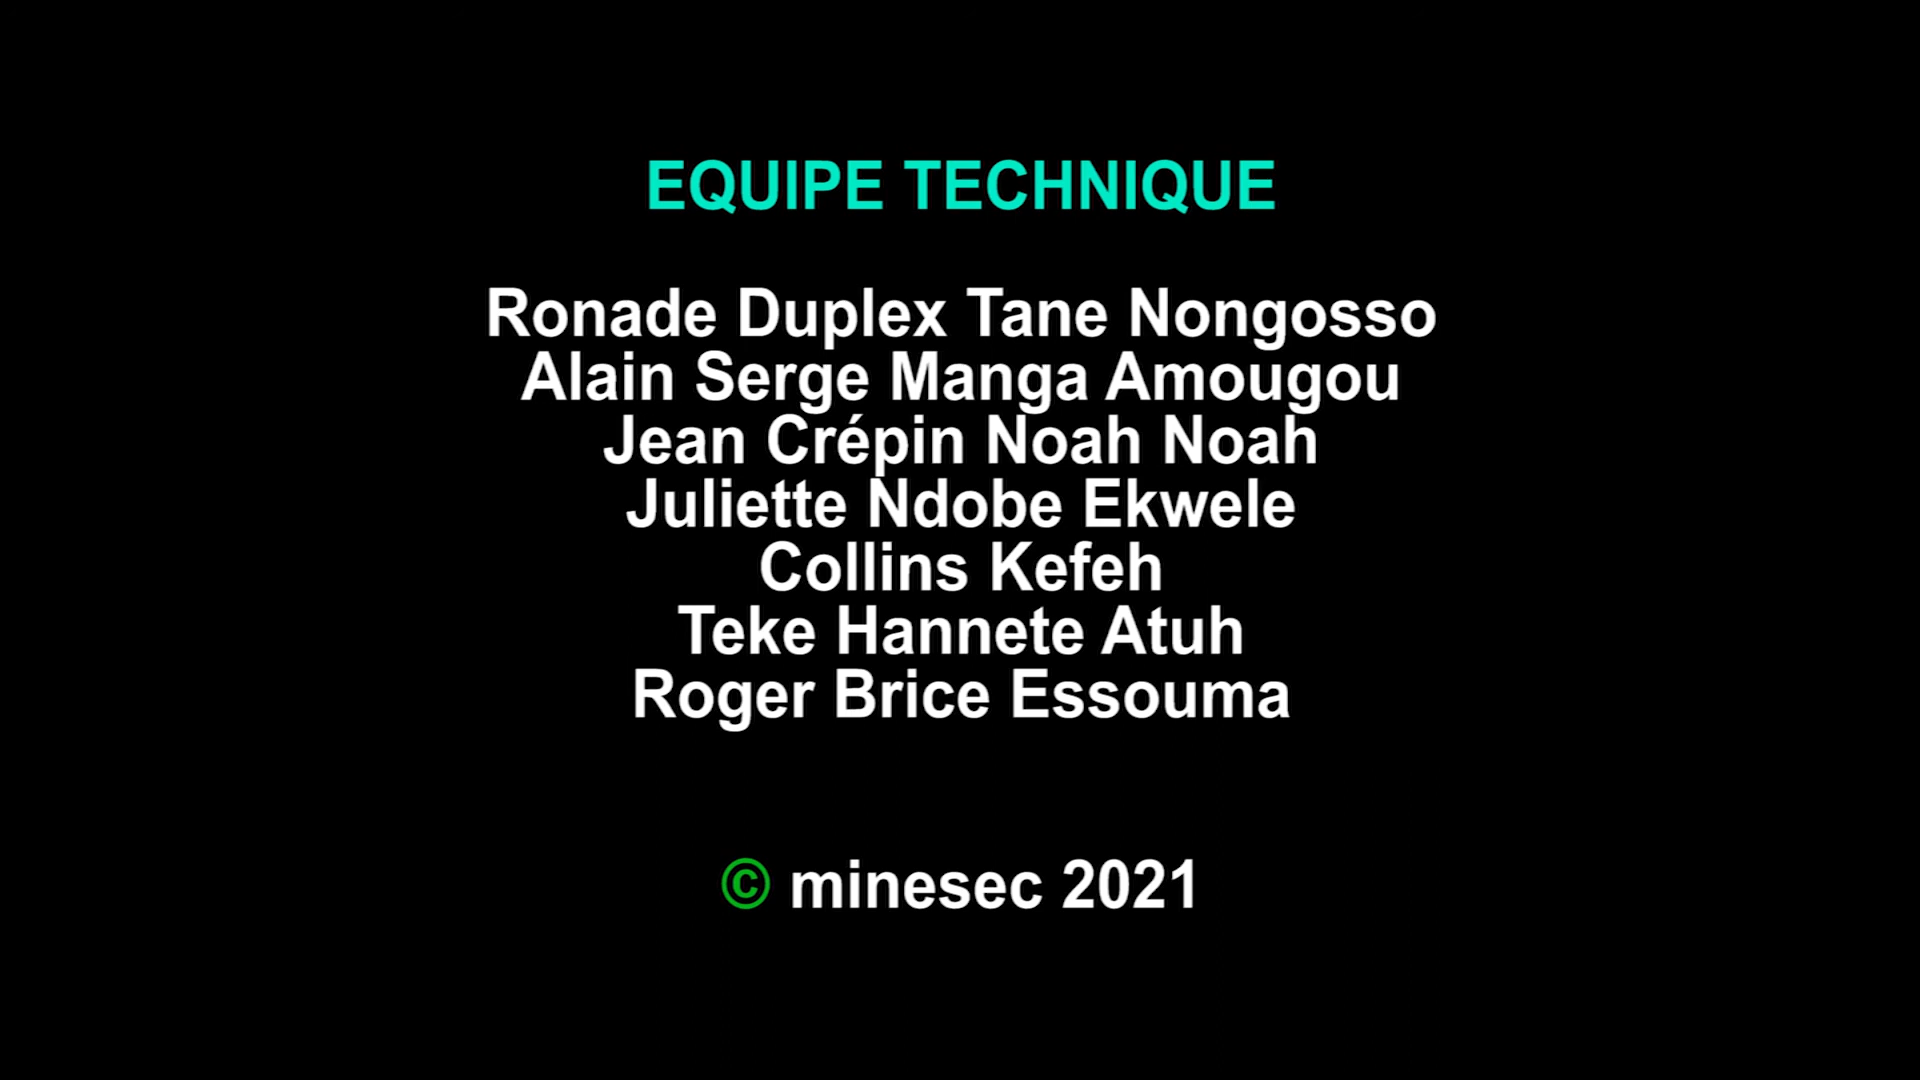 EQUIPE TECHNIQUE
Ronade Duplex Tane Nongosso
Alain Serge Manga Amougou
Jean Crépin Noah Noah
Juliette Ndobe Ekwele
Collins Kefeh
Teke Hannete Atuh
Roger Brice Essouma
© minesec 2021